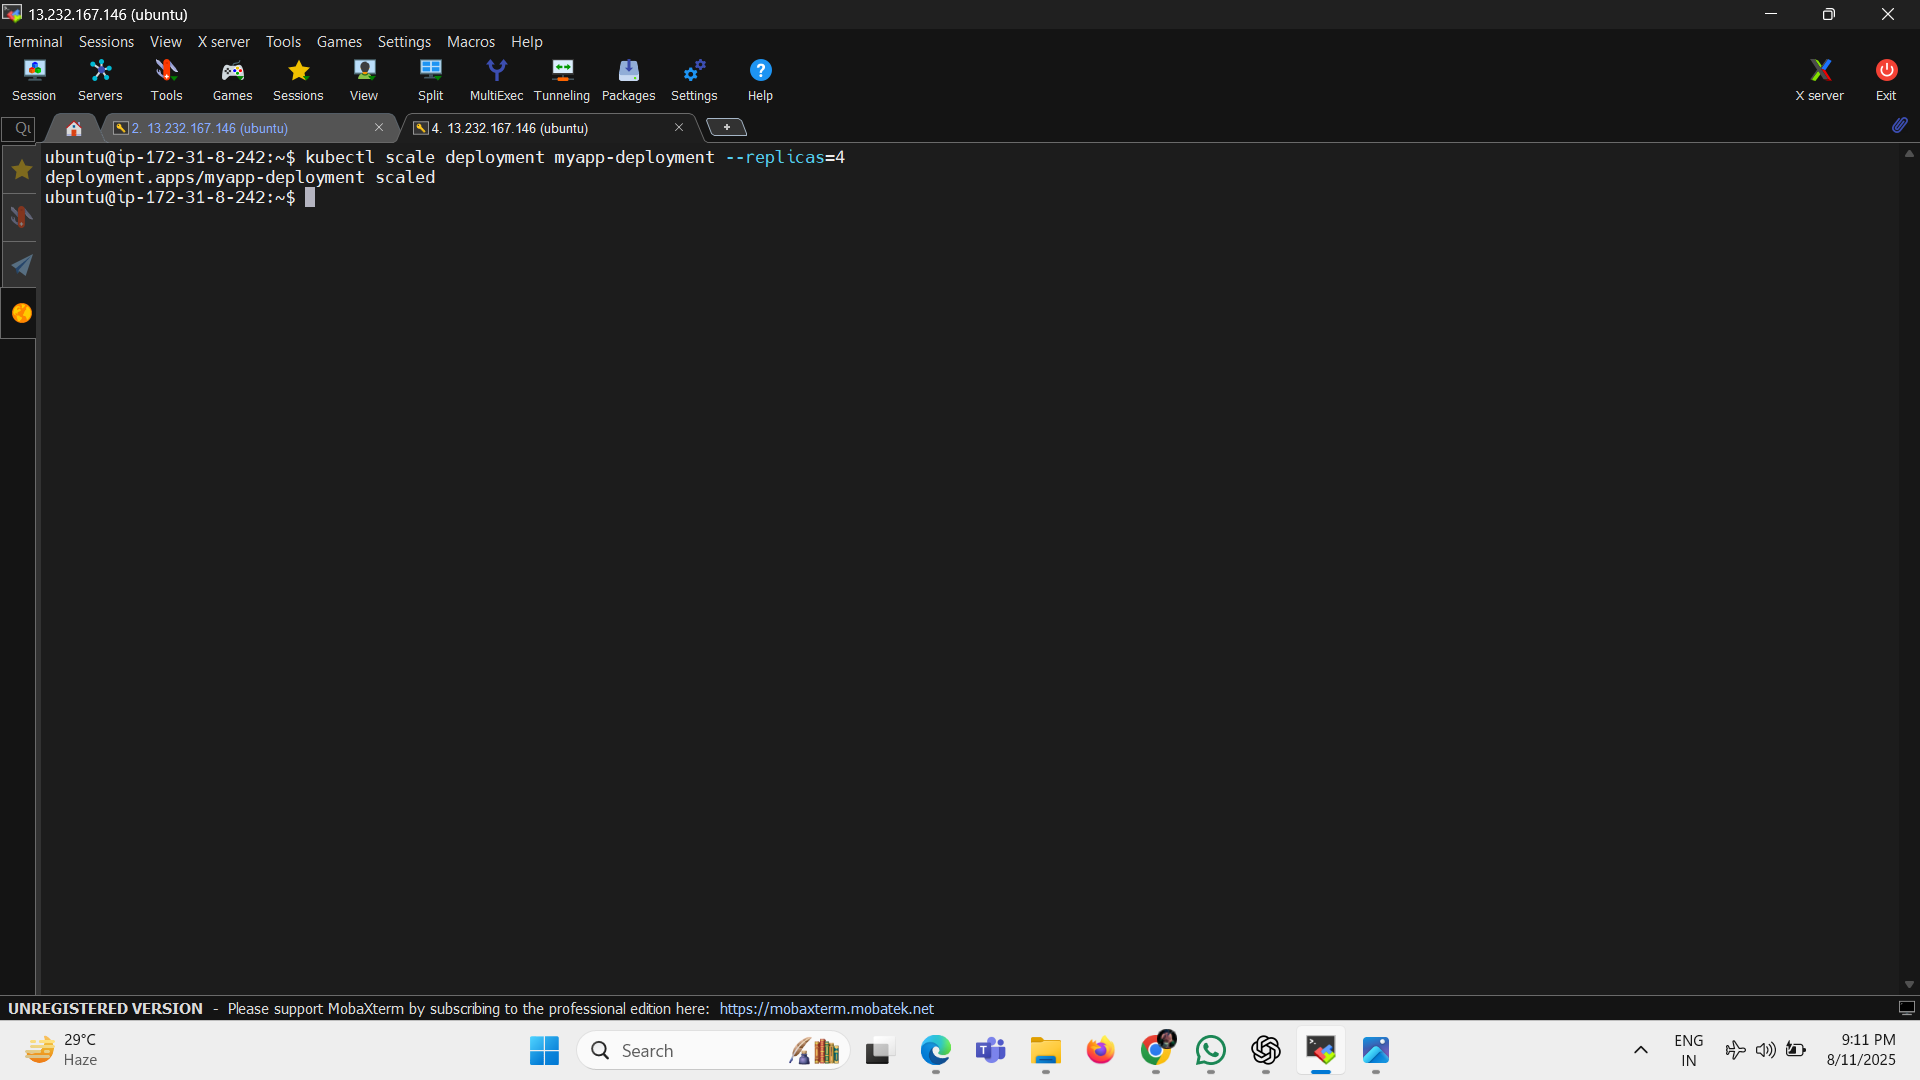 13.232.167.146 (ubuntu)
Terminal Sessions View X server Tools Games Settings Macros Help
Session Servers Tools Games Sessions View Split MultiExec Tunneling Packages Settings Help X server Exit
2. 13.232.167.146 (ubuntu) 4. 13.232.167.146 (ubuntu)
ubuntu@ip-172-31-8-242:~$ kubectl scale deployment myapp-deployment --replicas=4
deployment.apps/myapp-deployment scaled
ubuntu@ip-172-31-8-242:~$
UNREGISTERED VERSION - Please support MobaXterm by subscribing to the professional edition here: https://mobaxterm.mobatek.net
29°C
Haze
Search
ENG
IN
9:11 PM
8/11/2025